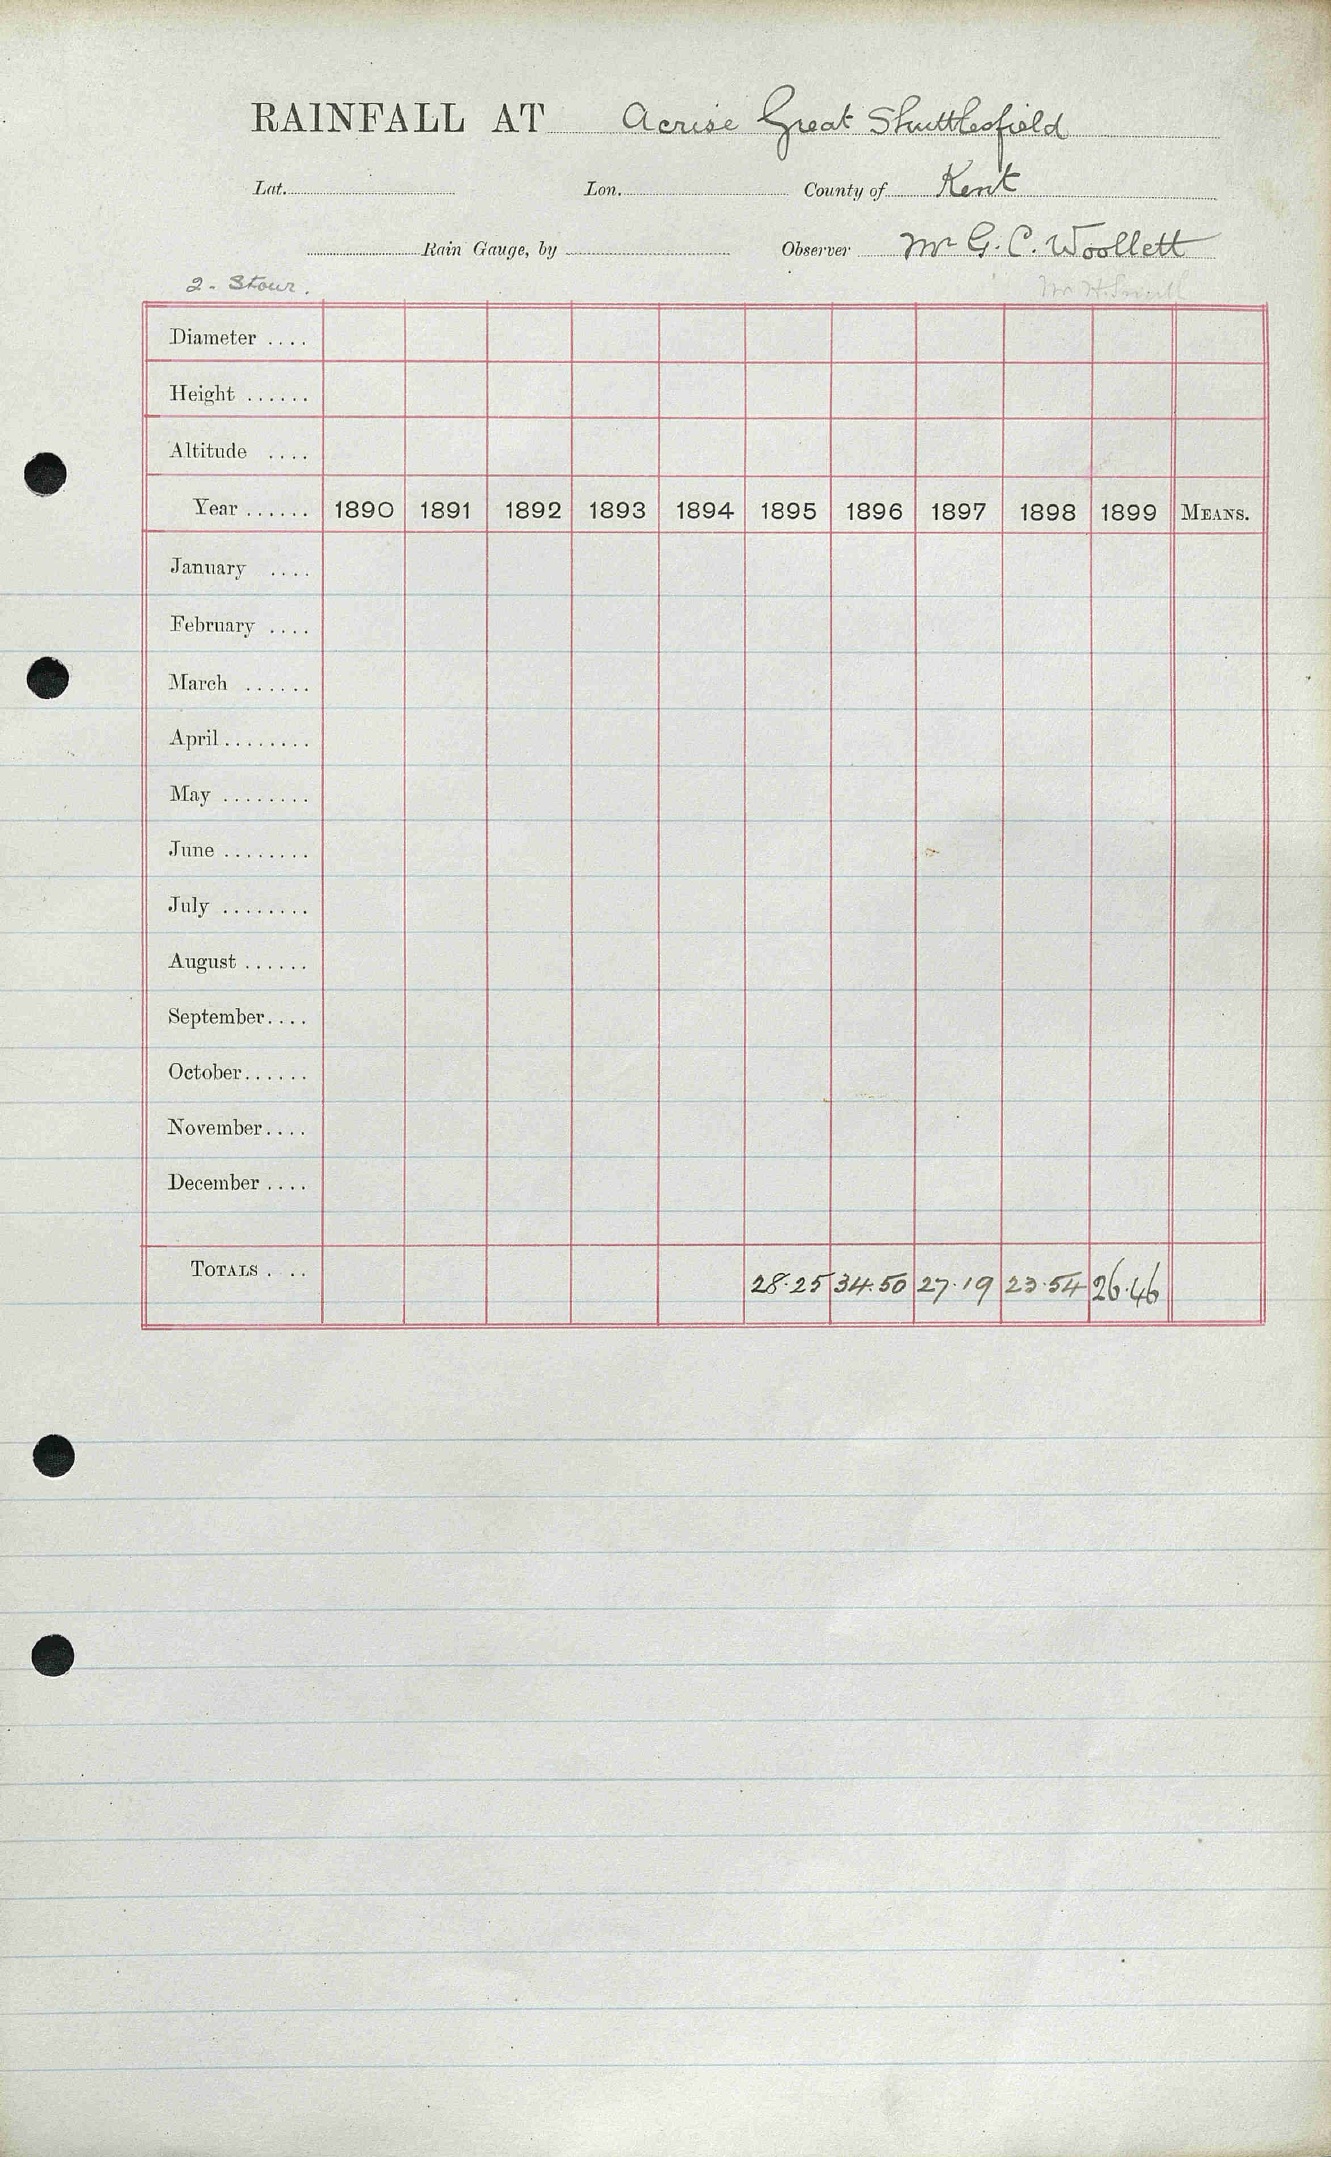 RAINFALL AT Acrise Great Shuttlesfield
Lat. Lon. County of Kent
Rain Gauge, by Observer Mr G. C. Woollett
2. Stour. Mr H.
Diameter ....
Height ......
Altitude ....
Year ...... 1890 1891 1892 1893 1894 1895 1896 1897 1898 1899 MEANS.
January ....
February ....
March ......
April ........
May ........
June ........
July ........
August ......
September ....
October ......
November ....
December ....
TOTALS . .. 28.25 34.50 27.19 23.54 26.46